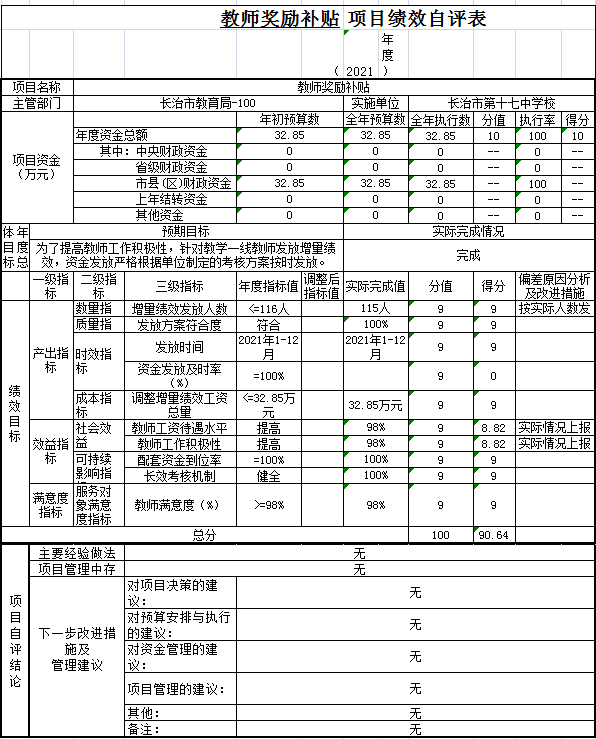 教师奖励补贴 项目绩效自评表
年
度
（ 2021 ）
项目名称 教师奖励补贴
主管部门 长治市教育局-100 实施单位 长治市第十七中学校
项目资金
（万元） 年初预算数 全年预算数 全年执行数 分值 执行率 得分
年度资金总额 32.85 32.85 32.85 10 100 10
其中：中央财政资金 0 0 0 -- 0 --
省级财政资金 0 0 0 -- 0 --
市县(区)财政资金 32.85 32.85 32.85 -- 100 --
上年结转资金 0 0 0 -- 0 --
其他资金 0 0 0 -- 0 --
体年
目度
标总 预期目标 实际完成情况
为了提高教师工作积极性，针对教学一线教师发放增量绩
效，资金发放严格根据单位制定的考核方案按时发放。 完成
绩效目标
一级指
标 二级指
标 三级指标 年度指标值 调整后
指标值 实际完成值 分值 得分 偏差原因分析
及改进措施
产出指
标 数量指 增量绩效发放人数 <=116人 115人 9 9 按实际人数发
质量指 发放方案符合度 符合 100% 9 9
时效指
标 发放时间 2021年1-12
月 2021年1-12
月 9 9
资金发放及时率
（%） =100% 9 0
成本指
标 调整增量绩效工资
总量 <=32.85万
元 32.85万元 9 9
效益指
标 社会效
益 教师工资待遇水平 提高 98% 9 8.82 实际情况上报
教师工作积极性 提高 98% 9 8.82 实际情况上报
可持续
影响指 配套资金到位率 =100% 100% 9 9
长效考核机制 健全 100% 9 9
满意度
指标 服务对
象满意
度指标 教师满意度（%） >=98% 98% 9 9
总分 100 90.64
项目自评结论
主要经验做法 无
项目管理中存 无
下一步改进措
施及
管理建议 对项目决策的建
议： 无
对预算安排与执行
的建议： 无
对资金管理的建
议： 无
项目管理的建议： 无
其他： 无
备注： 无